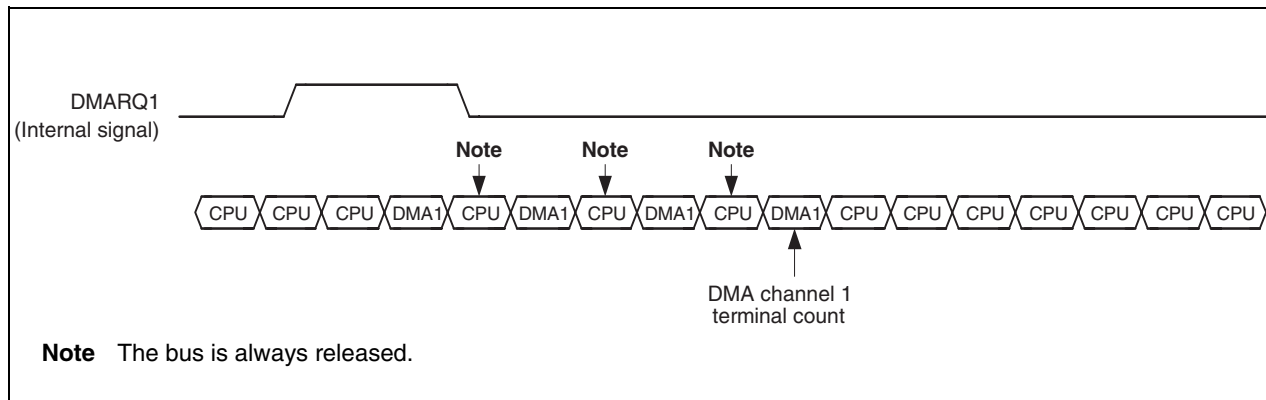 DMARQ1
(Internal signal)
Note Note Note
CPU CPU CPU DMA1 CPU DMA1 CPU DMA1 CPU DMA1 CPU CPU CPU CPU CPU CPU CPU
DMA channel 1
terminal count
Note The bus is always released.